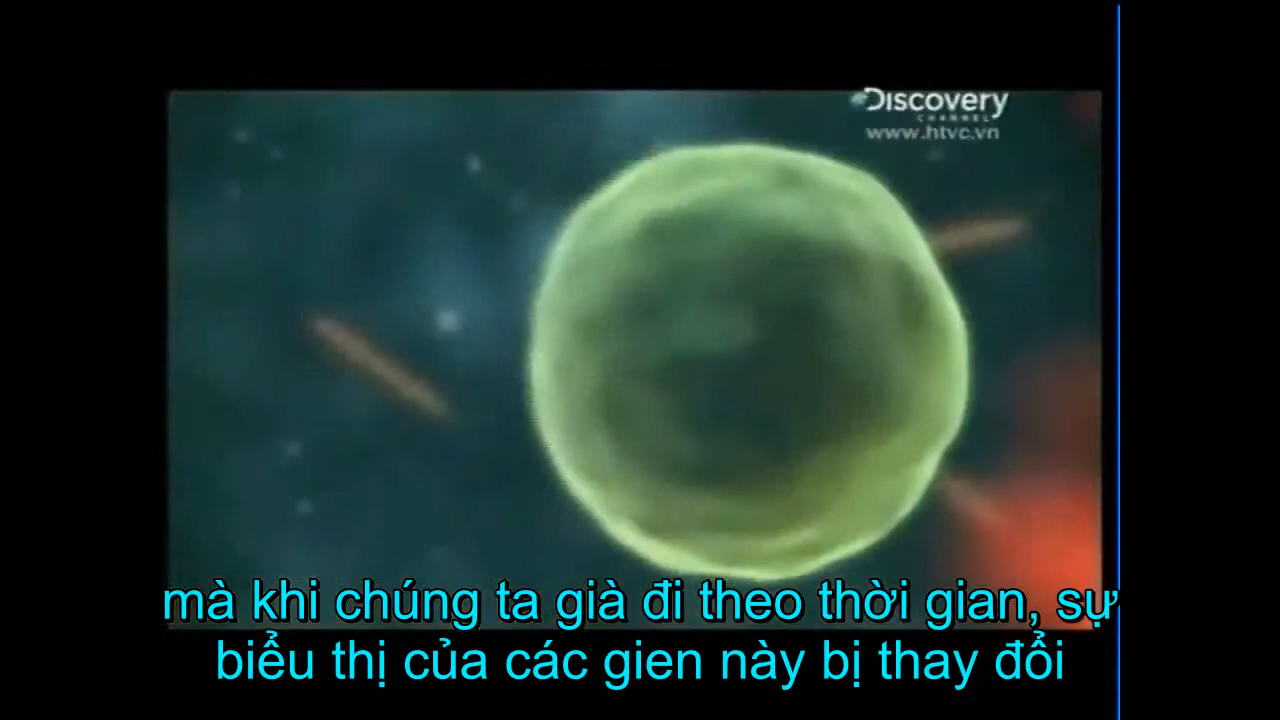 Discovery
CHANNEL
www.htvc.vn
mà khi chúng ta già đi theo thời gian, sự
biểu thị của các gien này bị thay đổi